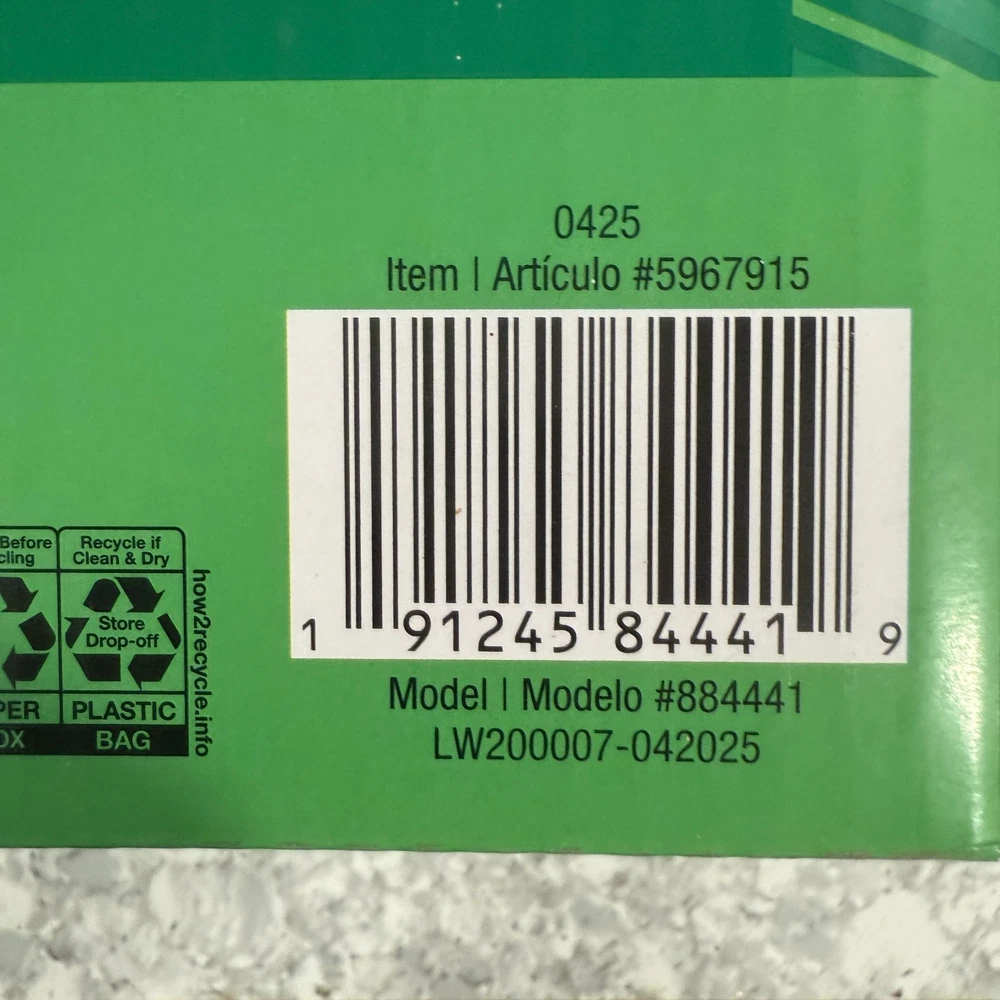 0425
Item | Artículo #5967915
1 91245 84441 9
Model | Modelo #884441
LW200007-042025
Before
Recycle if
Clean & Dry
Store
Drop-off
PLASTIC
BAG
how2recycle.info